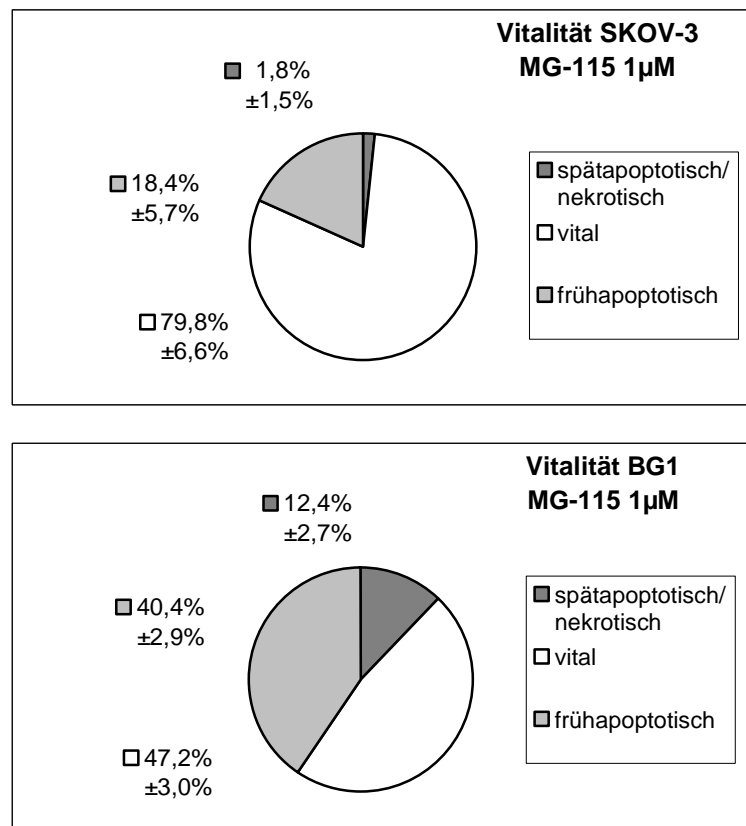 Vitalität SKOV-3
MG-115 1µM
1,8%
±1,5%
18,4%
±5,7%
79,8%
±6,6%
spätapoptotisch/
nekrotisch
vital
frühapoptotisch
Vitalität BG1
MG-115 1µM
12,4%
±2,7%
40,4%
±2,9%
47,2%
±3,0%
spätapoptotisch/
nekrotisch
vital
frühapoptotisch